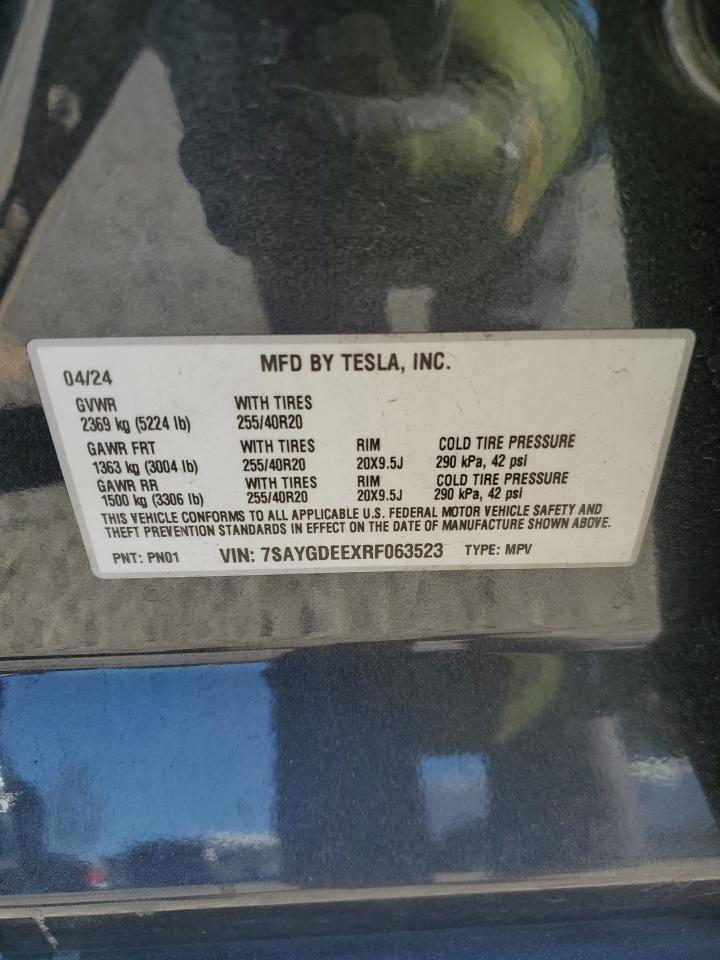 MFD BY TESLA, INC.
04/24
GVWR WITH TIRES
2369 kg (5224 lb) 255/40R20
GAWR FRT WITH TIRES RIM COLD TIRE PRESSURE
1363 kg (3004 lb) 255/40R20 20X9.5J 290 kPa, 42 psi
GAWR RR WITH TIRES RIM COLD TIRE PRESSURE
1500 kg (3306 lb) 255/40R20 20X9.5J 290 kPa, 42 psi
THIS VEHICLE CONFORMS TO ALL APPLICABLE U.S. FEDERAL MOTOR VEHICLE SAFETY AND
THEFT PREVENTION STANDARDS IN EFFECT ON THE DATE OF MANUFACTURE SHOWN ABOVE.
PNT: PN01 VIN: 7SAYGDEEXRF063523 TYPE: MPV